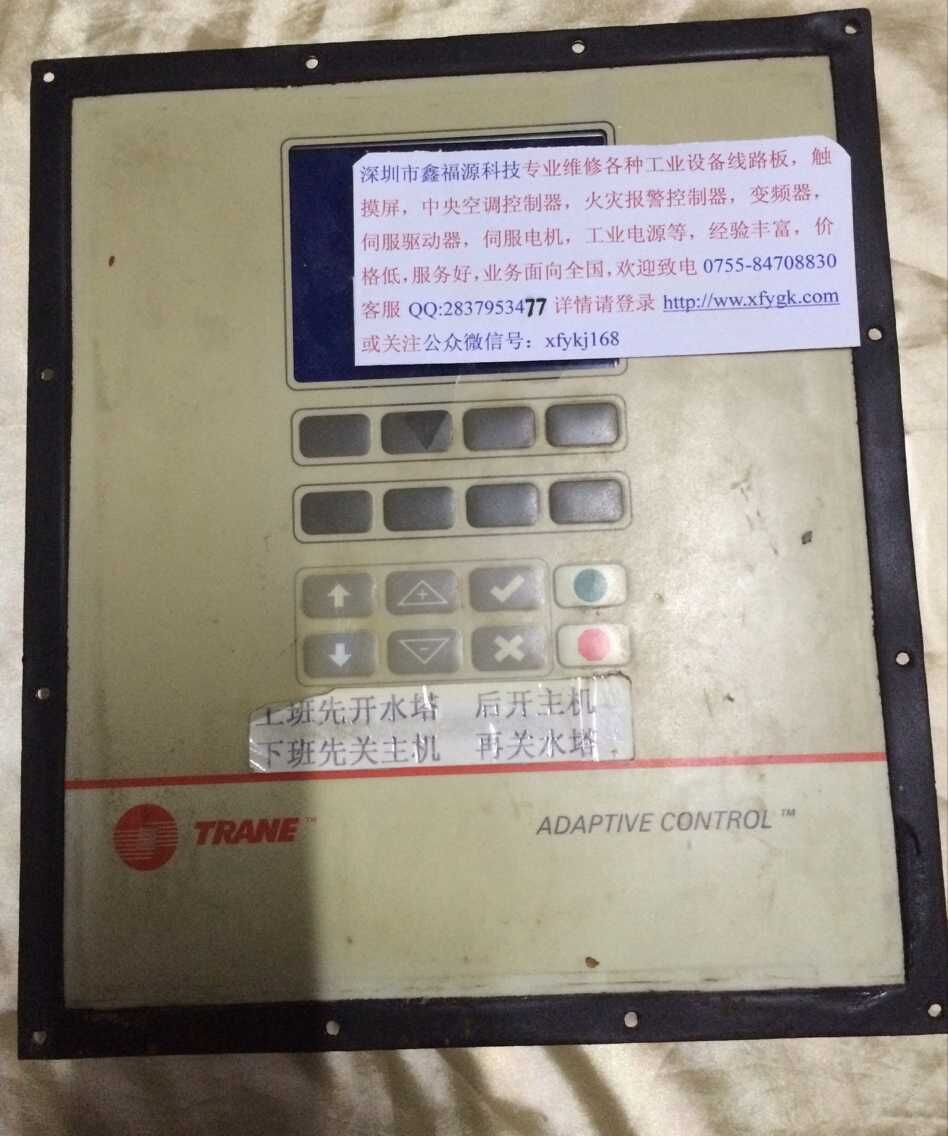 深圳市鑫福源科技专业维修各种工业设备线路板，触
摸屏，中央空调控制器，火灾报警控制器，变频器，
伺服驱动器，伺服电机，工业电源等，经验丰富，价
格低,服务好,业务面向全国,欢迎致电 0755-84708830
客服 QQ:2837953477 详情请登录 http://ww.xfygk.com
或关注公众微信号：xfykj168
上班先开水塔 后开主机
下班先关主机 再关水塔
TRANE™ ADAPTIVE CONTROL™